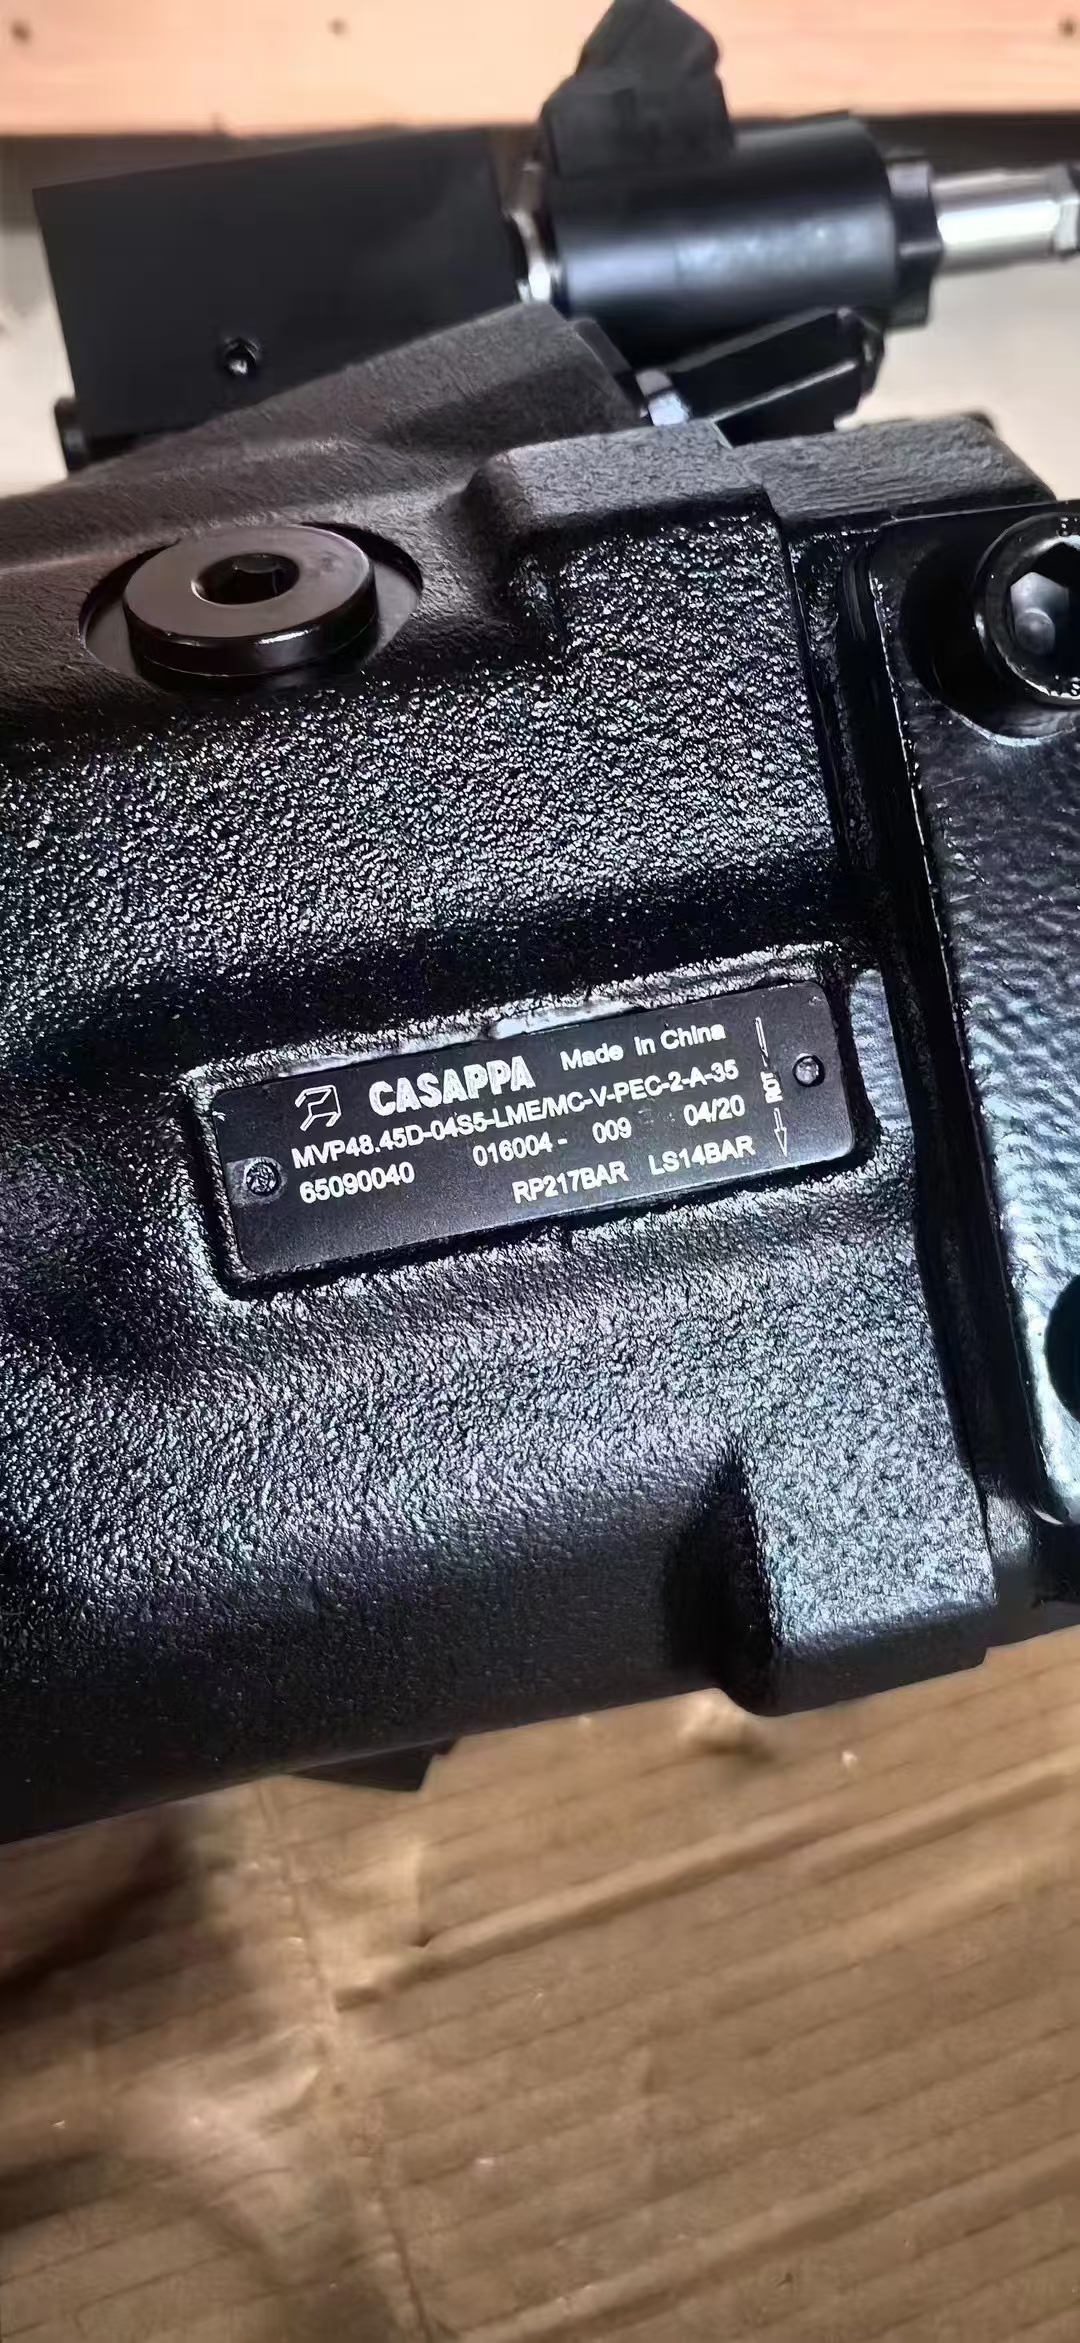 CASAPPA Made in China
MVP48.45D-04S5-LME/MC-V-PEC-2-A-35
65090040 016004- 009 04/20
RP217BAR LS14BAR
ROT